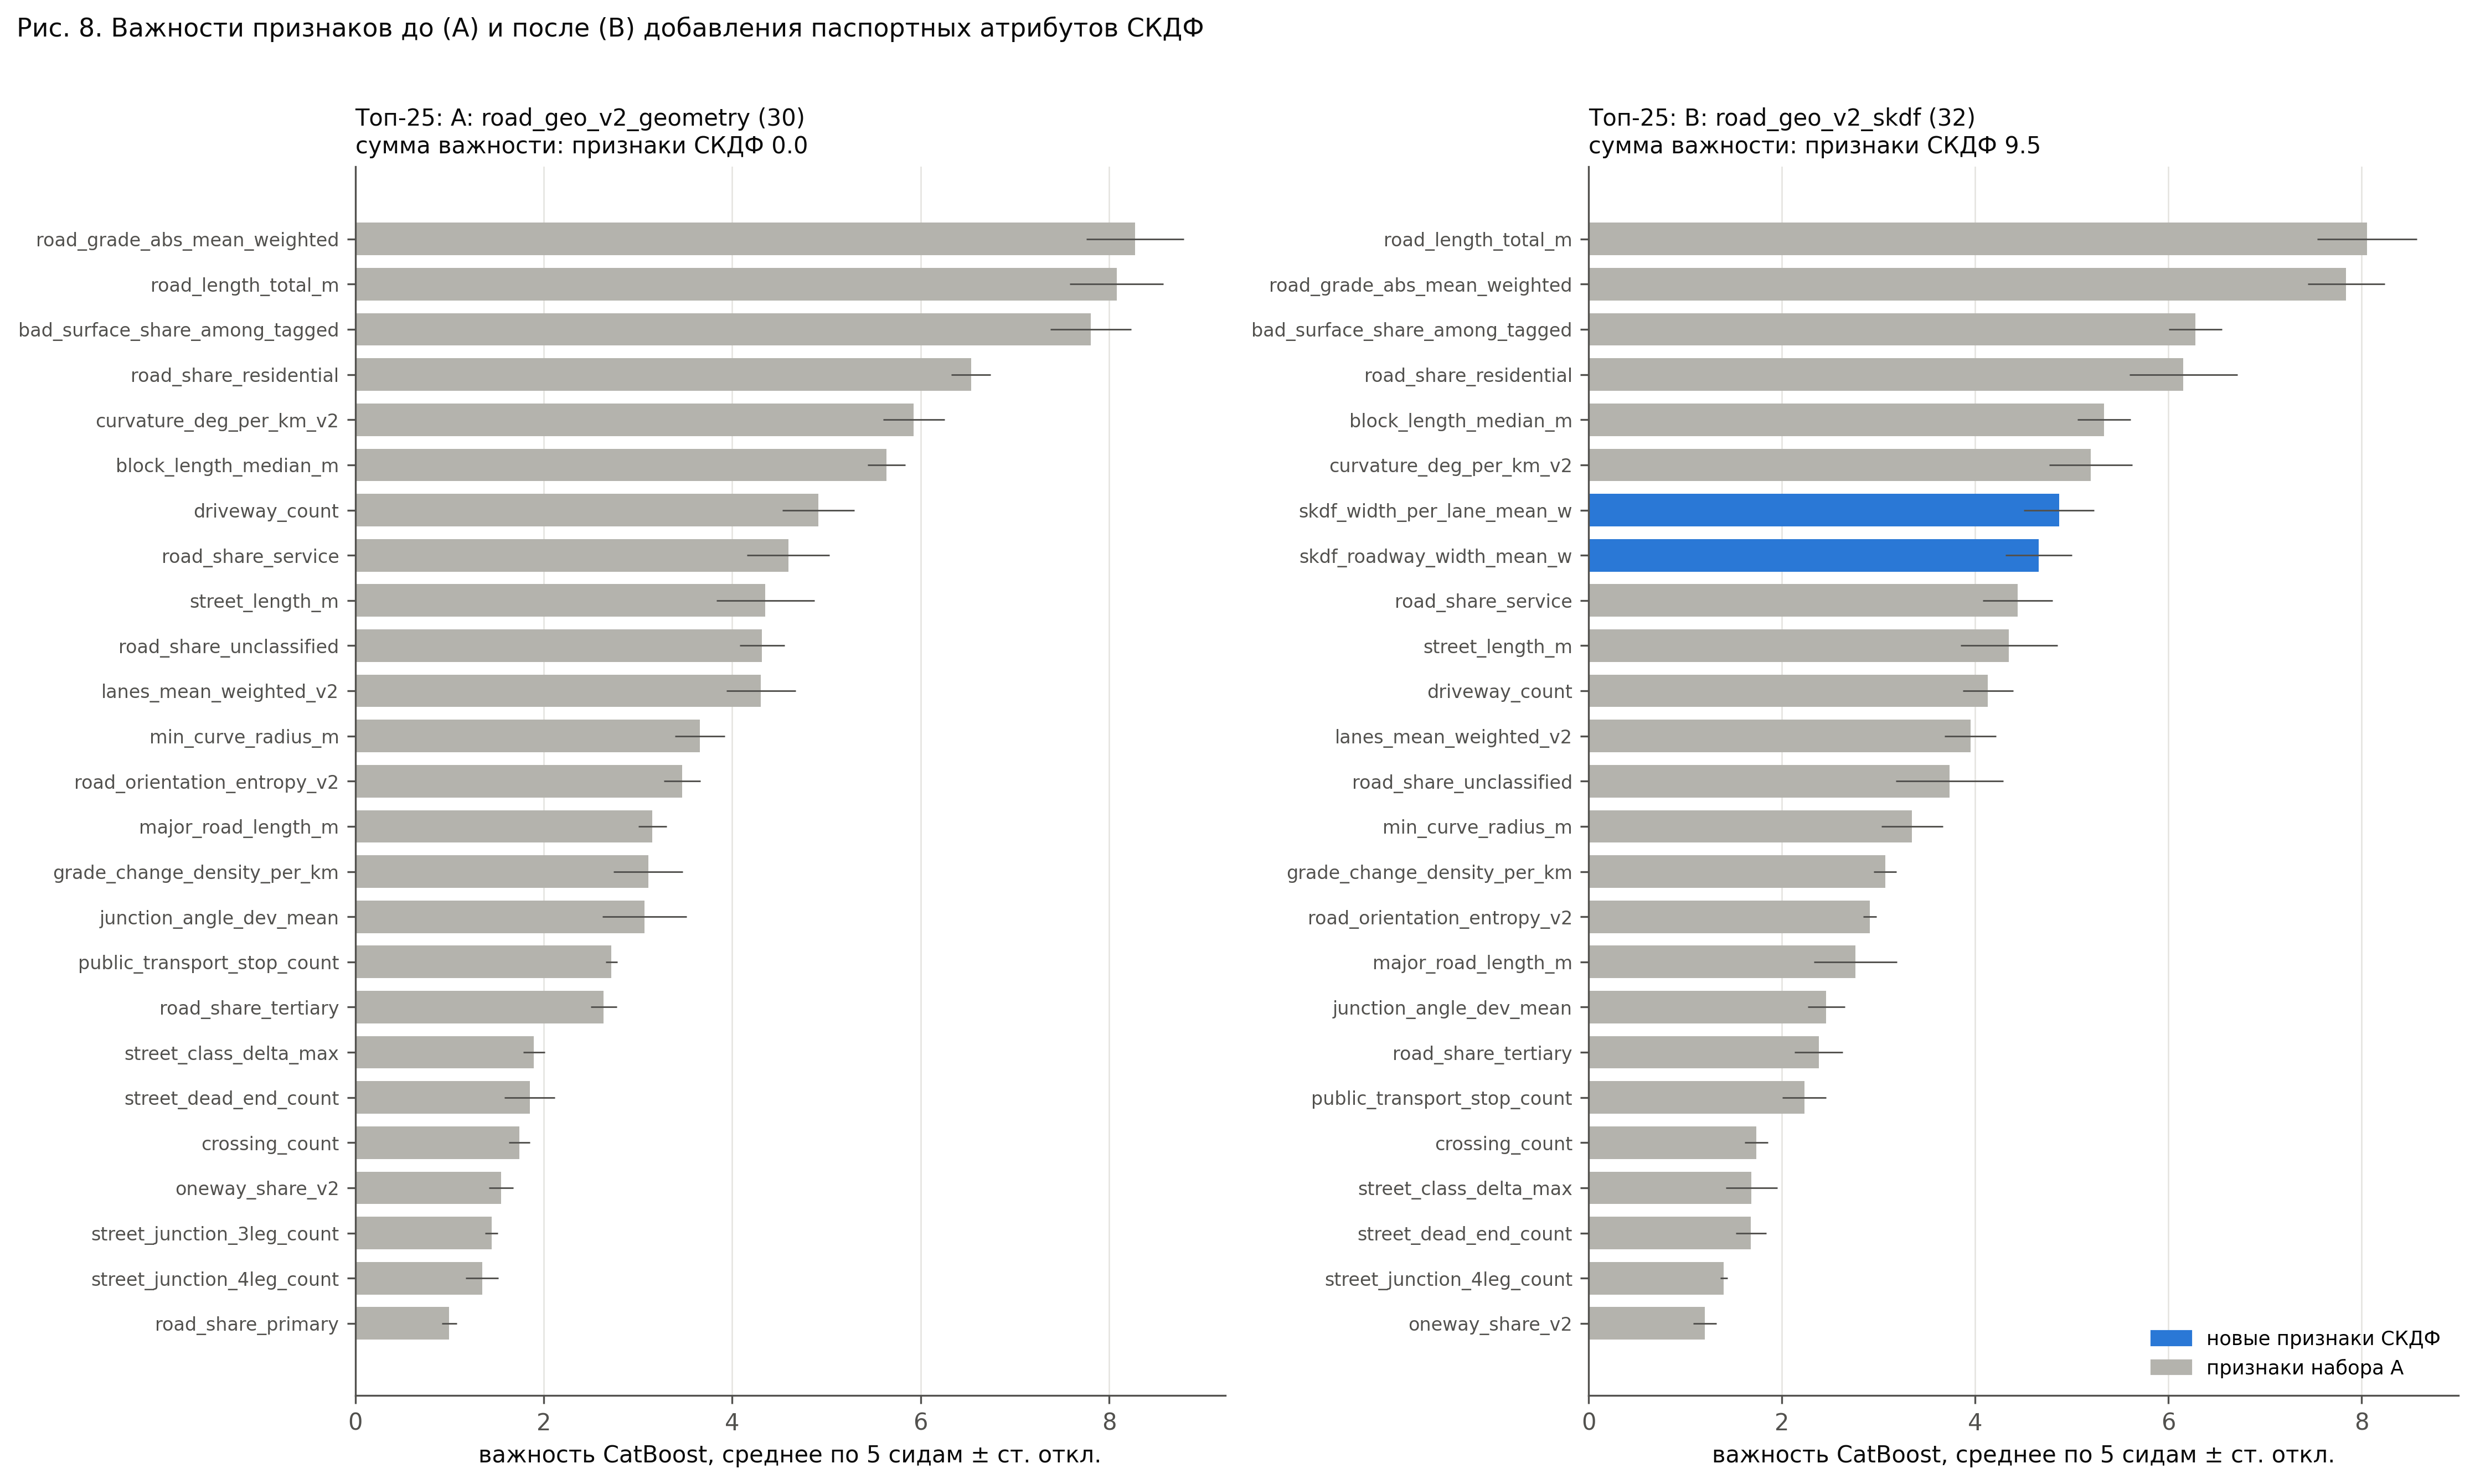 Рис. 8. Важности признаков до (A) и после (B) добавления паспортных атрибутов СКДФ
Топ-25: A: road_geo_v2_geometry (30)
сумма важности: признаки СКДФ 0.0
road_grade_abs_mean_weighted
road_length_total_m
bad_surface_share_among_tagged
road_share_residential
curvature_deg_per_km_v2
block_length_median_m
driveway_count
road_share_service
street_length_m
road_share_unclassified
lanes_mean_weighted_v2
min_curve_radius_m
road_orientation_entropy_v2
major_road_length_m
grade_change_density_per_km
junction_angle_dev_mean
public_transport_stop_count
road_share_tertiary
street_class_delta_max
street_dead_end_count
crossing_count
oneway_share_v2
street_junction_3leg_count
street_junction_4leg_count
road_share_primary
0 2 4 6 8
важность CatBoost, среднее по 5 сидам ± ст. откл.
Топ-25: B: road_geo_v2_skdf (32)
сумма важности: признаки СКДФ 9.5
road_length_total_m
road_grade_abs_mean_weighted
bad_surface_share_among_tagged
road_share_residential
block_length_median_m
curvature_deg_per_km_v2
skdf_width_per_lane_mean_w
skdf_roadway_width_mean_w
road_share_service
street_length_m
driveway_count
lanes_mean_weighted_v2
road_share_unclassified
min_curve_radius_m
grade_change_density_per_km
road_orientation_entropy_v2
major_road_length_m
junction_angle_dev_mean
road_share_tertiary
public_transport_stop_count
crossing_count
street_class_delta_max
street_dead_end_count
street_junction_4leg_count
oneway_share_v2
новые признаки СКДФ
признаки набора A
0 2 4 6 8
важность CatBoost, среднее по 5 сидам ± ст. откл.